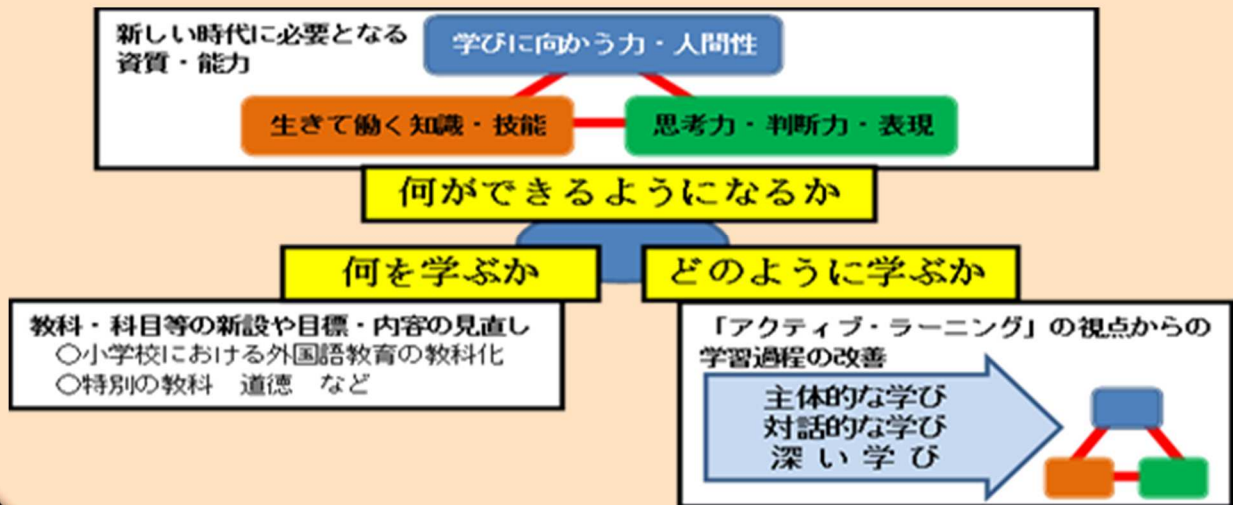 新しい時代に必要となる
資質・能力
学びに向かう力・人間性
生きて働く知識・技能
思考力・判断力・表現
何ができるようになるか
何を学ぶか
どのように学ぶか
教科・科目等の新設や目標・内容の見直し
○小学校における外国語教育の教科化
○特別の教科　道徳　など
「アクティブ・ラーニング」の視点からの
学習過程の改善
主体的な学び
対話的な学び
深い学び